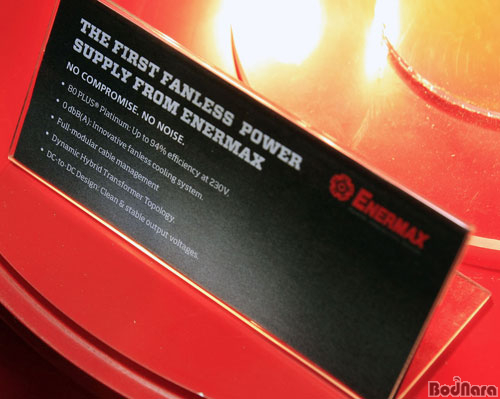 THE FIRST FANLESS POWER
SUPPLY FROM ENERMAX
NO COMPROMISE. NO NOISE.
• 80 PLUS® Platinum: Up to 94% efficiency at 230V.
• 0 dB(A): Innovative fanless cooling system.
• Full-modular cable management
• Dynamic Hybrid Transformer Topology.
• DC-to-DC Design: Clean & stable output voltages.
ENERMAX
BodNara